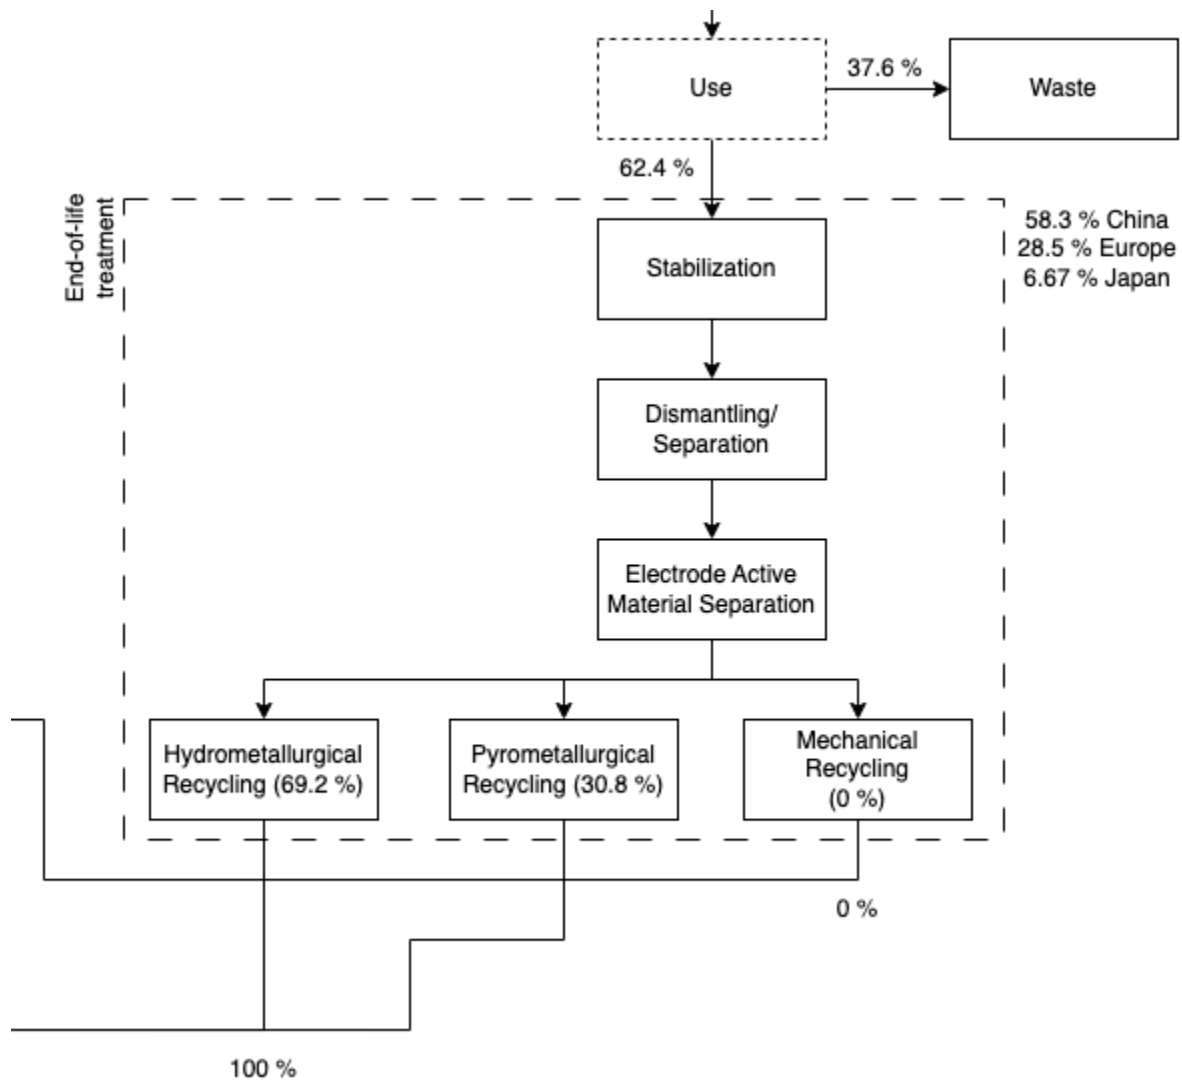 Use
37.6 %
Waste
62.4 %
End-of-life
treatment
58.3 % China
28.5 % Europe
6.67 % Japan
Stabilization
Dismantling/
Separation
Electrode Active
Material Separation
Hydrometallurgical
Recycling (69.2 %)
Pyrometallurgical
Recycling (30.8 %)
Mechanical
Recycling
(0 %)
0 %
100 %